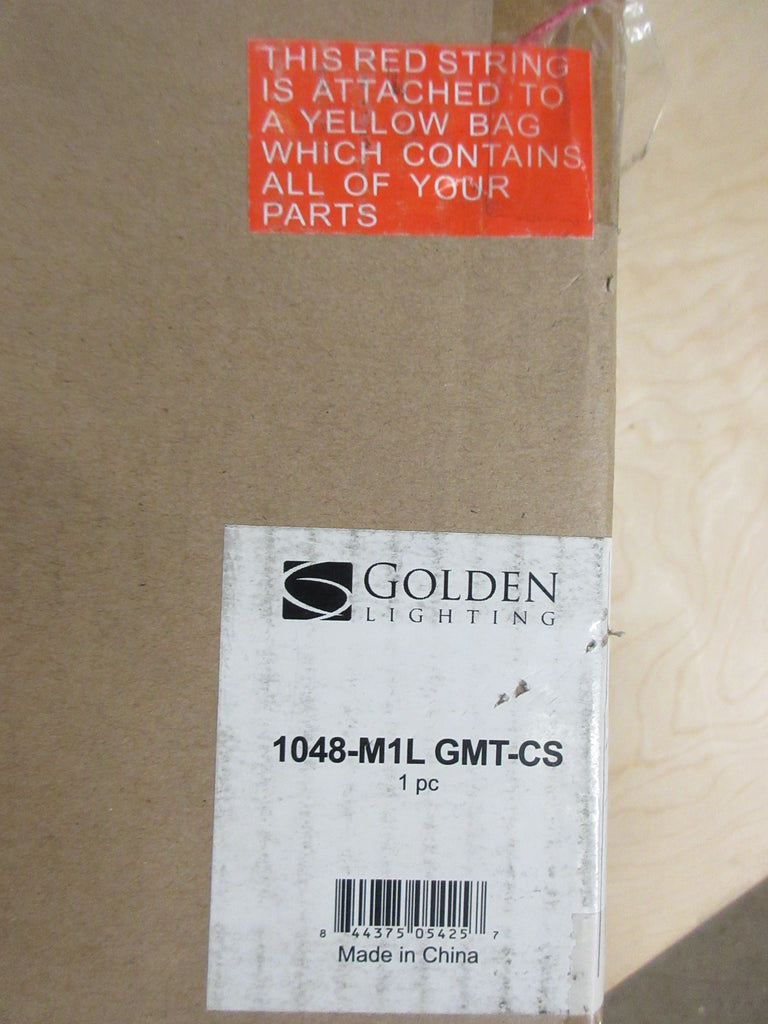 THIS RED STRING
IS ATTACHED TO
A YELLOW BAG
WHiCH CONTAINS
ALL OF YOUR
PARTS
GOLDEN
LIGHTING
1048-M1L GMT-CS
1 pc
8 44375 05425 7
Made in China